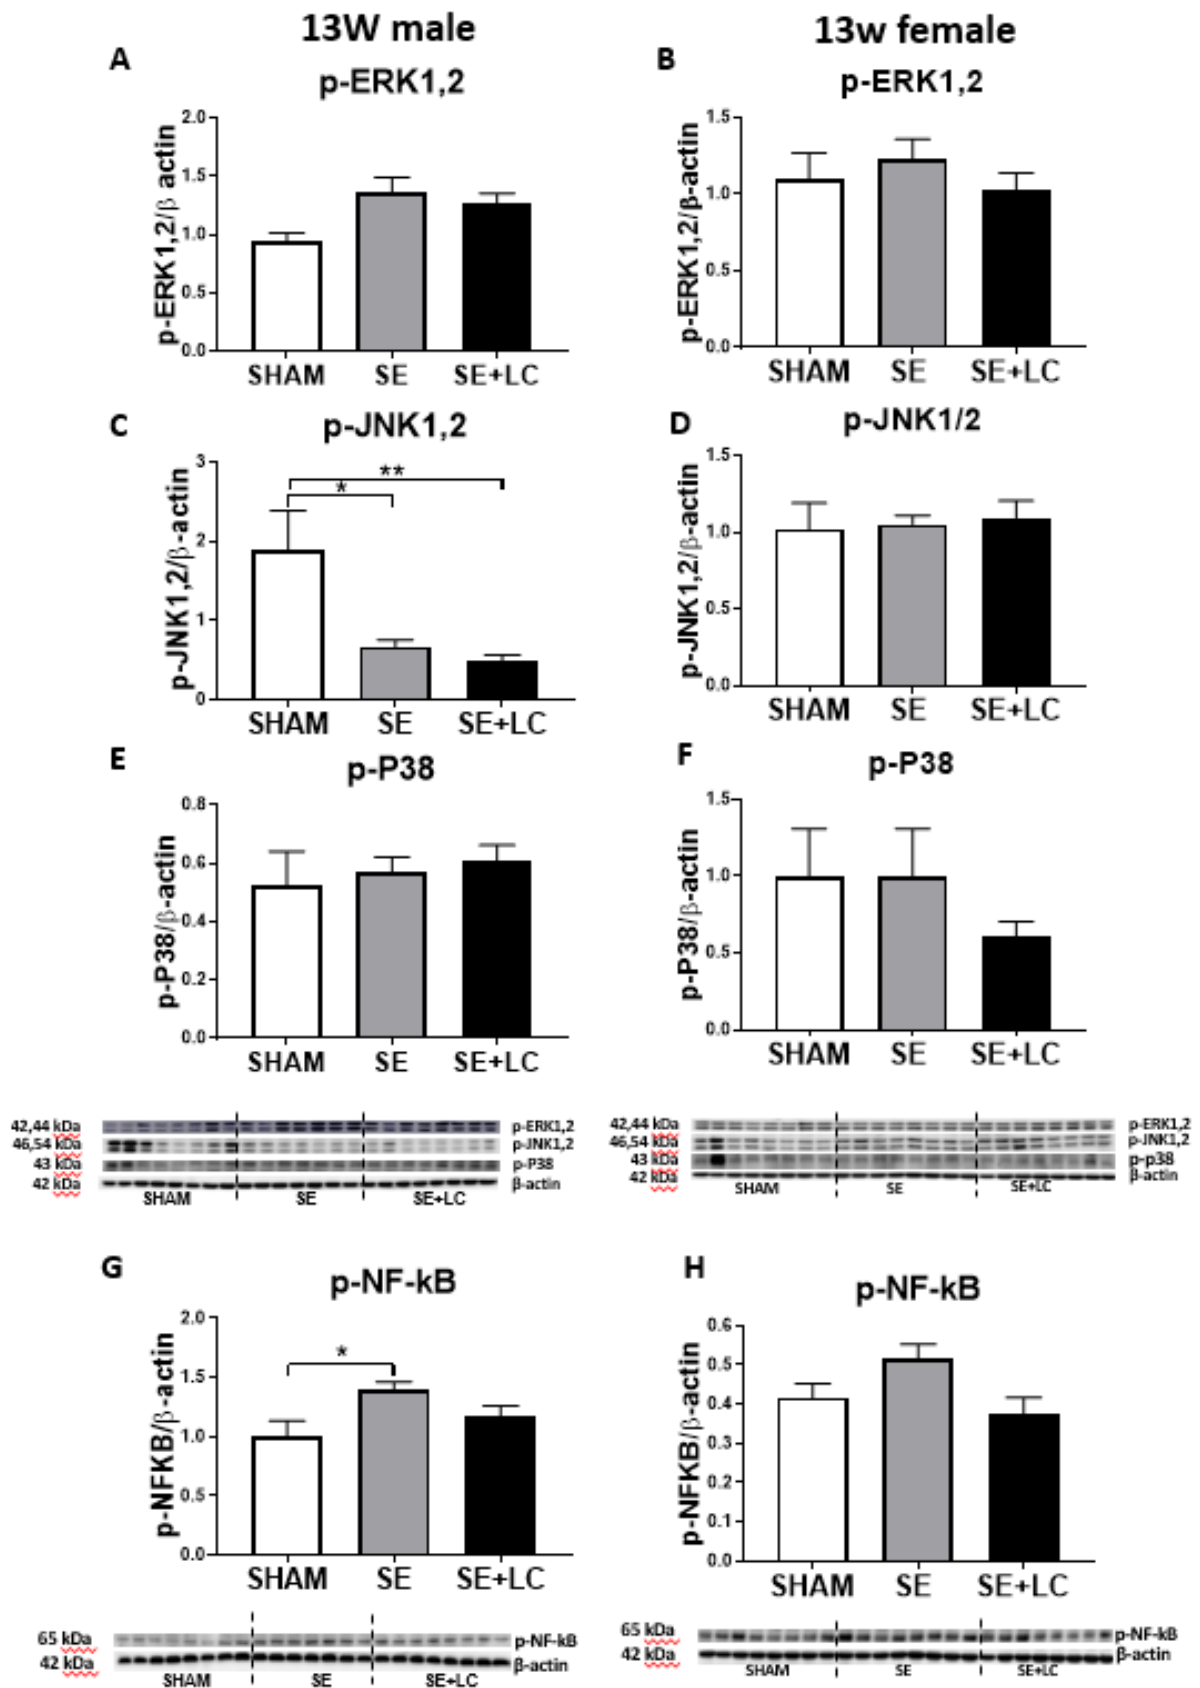 13W male
13w female
A
p-ERK1,2
p-ERK1,2/β actin
2.0
1.5
1.0
0.5
0.0
SHAM SE SE+LC
B
p-ERK1,2
p-ERK1,2/β-actin
1.5
1.0
0.5
0.0
SHAM SE SE+LC
C
p-JNK1,2
p-JNK1,2/β-actin
3
2
1
0
**
*
SHAM SE SE+LC
D
p-JNK1/2
p-JNK1,2/β-actin
1.5
1.0
0.5
0.0
SHAM SE SE+LC
E
p-P38
p-P38/β-actin
0.8
0.6
0.4
0.2
0.0
SHAM SE SE+LC
F
p-P38
p-P38/β-actin
1.5
1.0
0.5
0.0
SHAM SE SE+LC
42,44 kDa p-ERK1,2
46,54 kDa p-JNK1,2
43 kDa p-P38
42 kDa β-actin
SHAM SE SE+LC
42,44 kDa p-ERK1,2
46,54 kDa p-JNK1,2
43 kDa p-p38
42 kDa β-actin
SHAM SE SE+LC
G
p-NF-kB
p-NFKB/β-actin
2.0
1.5
1.0
0.5
0.0
*
SHAM SE SE+LC
H
p-NF-kB
p-NFKB/β-actin
0.6
0.5
0.4
0.3
0.2
0.1
0.0
SHAM SE SE+LC
65 kDa p-NF-kB
42 kDa β-actin
SHAM SE SE+LC
65 kDa p-NF-kB
42 kDa β-actin
SHAM SE SE+LC